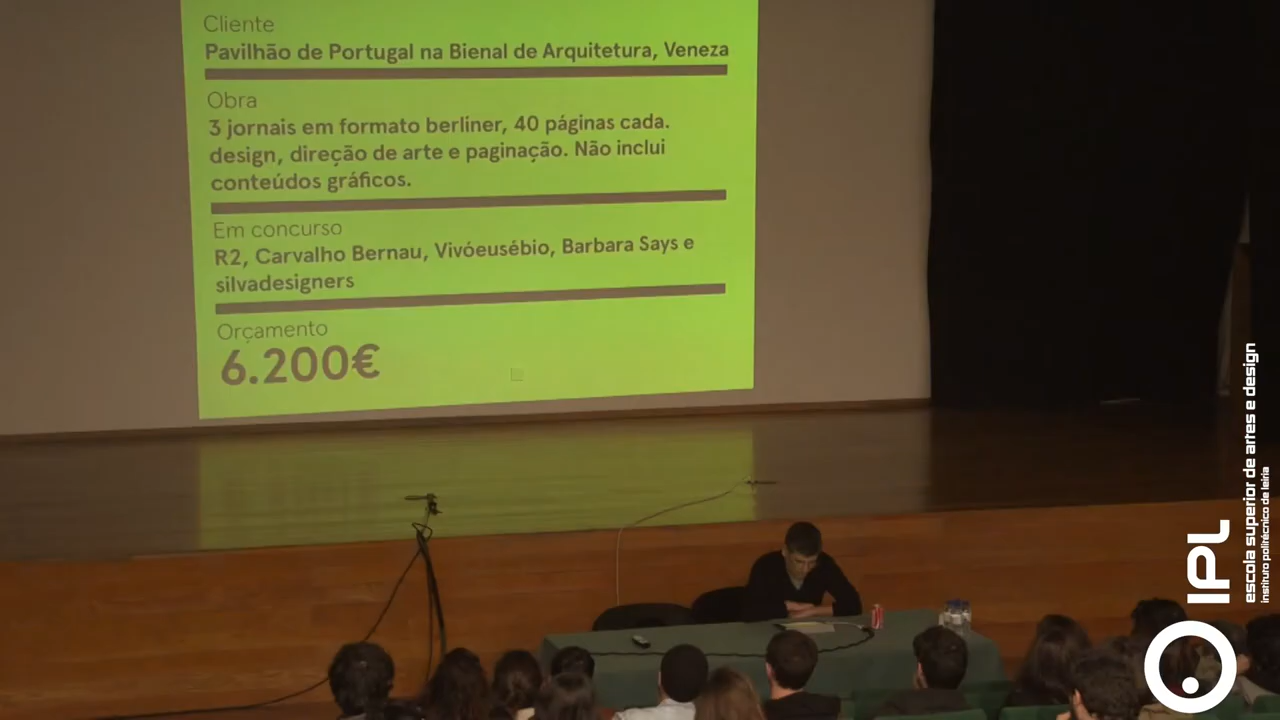 Cliente
Pavilhão de Portugal na Bienal de Arquitetura, Veneza
Obra
3 jornais em formato berliner, 40 páginas cada.
design, direção de arte e paginação. Não inclui
conteúdos gráficos.
Em concurso
R2, Carvalho Bernau, Vivóeusébio, Barbara Says e
silvadesigners
Orçamento
6.200€
IPL
escola superior de artes e design
instituto politécnico de leiria